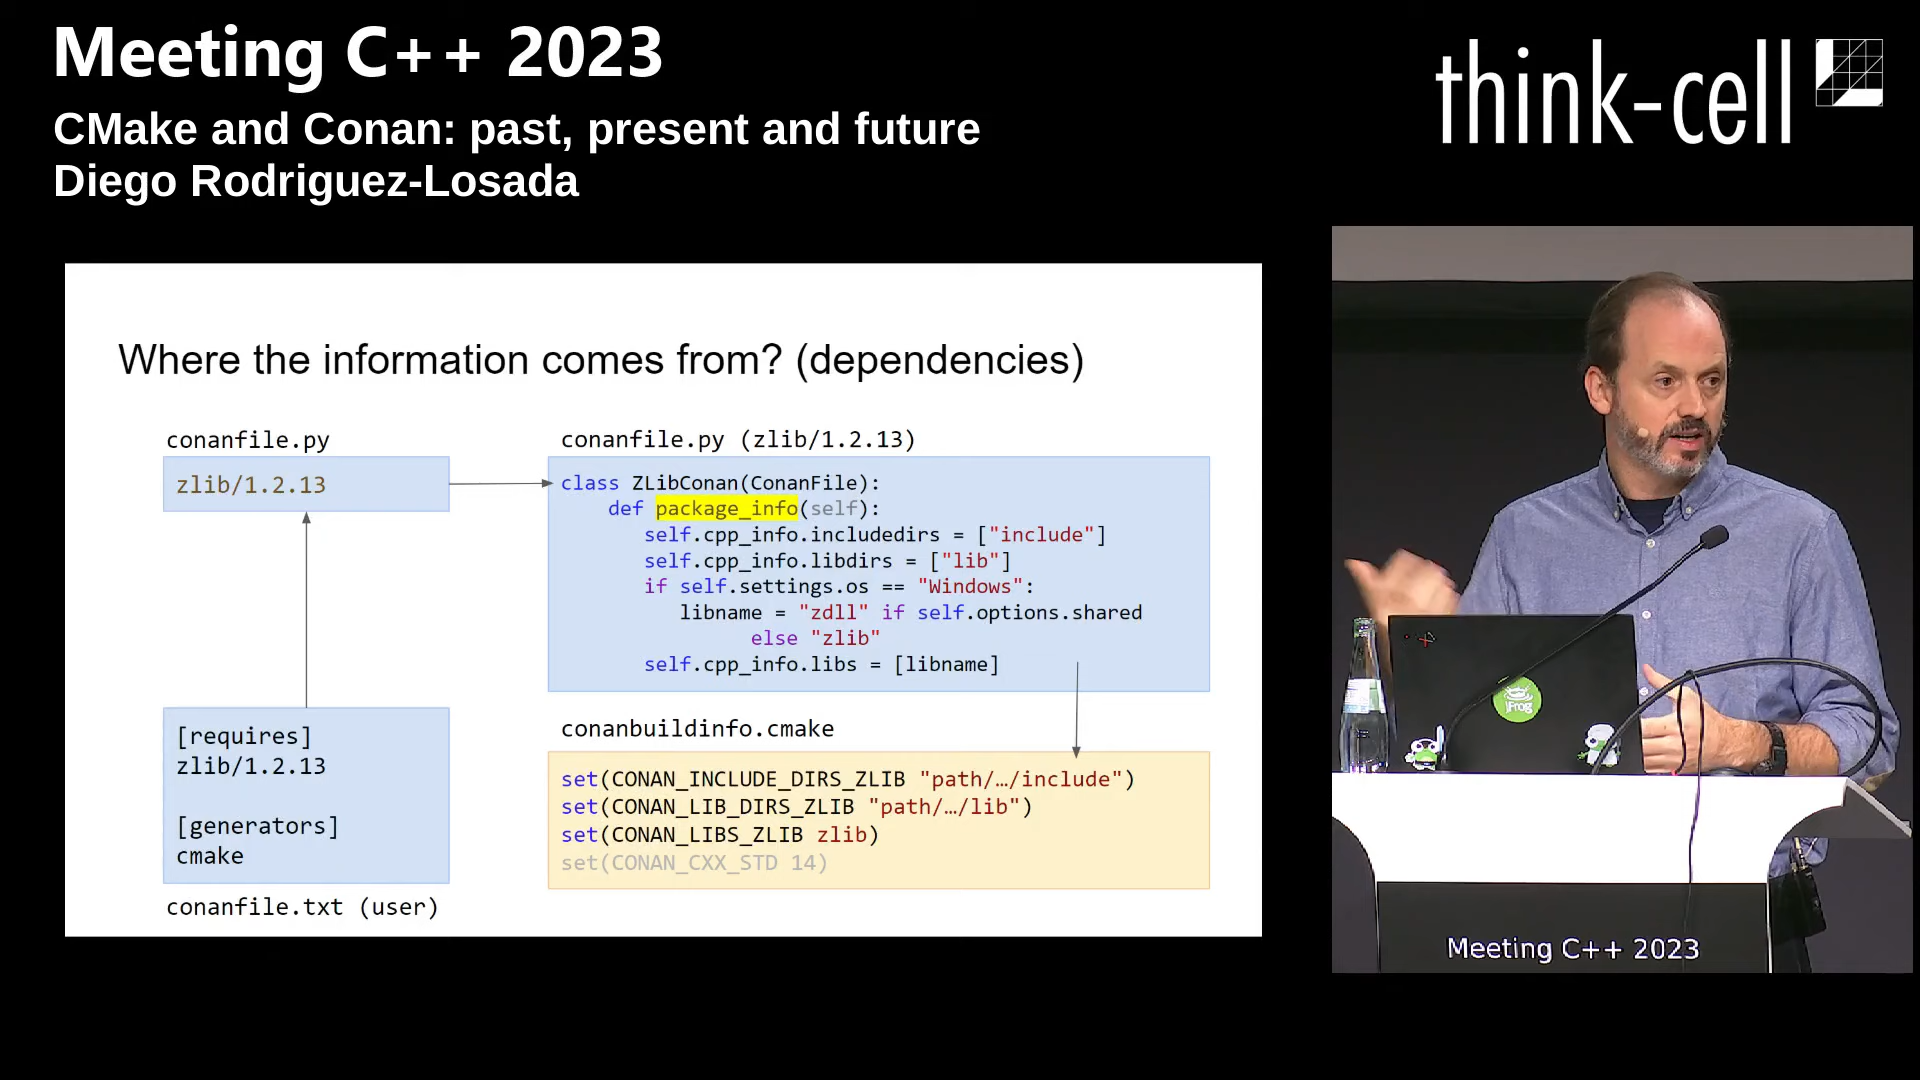 Meeting C++ 2023
CMake and Conan: past, present and future
Diego Rodriguez-Losada
think-cell
Where the information comes from? (dependencies)
conanfile.py
zlib/1.2.13
[requires]
zlib/1.2.13
[generators]
cmake
conanfile.txt (user)
conanfile.py (zlib/1.2.13)
class ZLibConan(ConanFile):
def package_info(self):
self.cpp_info.includedirs = ["include"]
self.cpp_info.libdirs = ["lib"]
if self.settings.os == "Windows":
libname = "zdll" if self.options.shared
else "zlib"
self.cpp_info.libs = [libname]
conanbuildinfo.cmake
set(CONAN_INCLUDE_DIRS_ZLIB "path/…/include")
set(CONAN_LIB_DIRS_ZLIB "path/…/lib")
set(CONAN_LIBS_ZLIB zlib)
set(CONAN_CXX_STD 14)
jFrog
Meeting C++ 2023